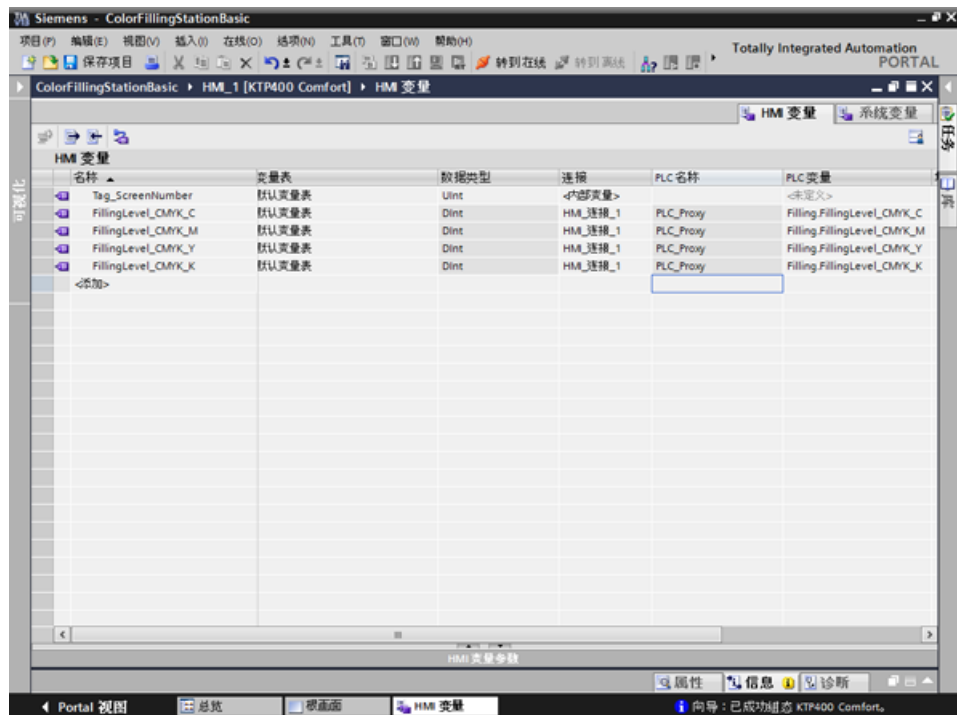 Siemens - ColorFillingStationBasic
项目(P) 编辑(E) 视图(V) 插入(I) 在线(O) 选项(N) 工具(T) 窗口(W) 帮助(H)
Totally Integrated Automation
PORTAL
保存项目 转到在线 转到离线
ColorFillingStationBasic ▸ HMI_1 [KTP400 Comfort] ▸ HMI 变量
HMI 变量 系统变量
HMI 变量
名称 变量表 数据类型 连接 PLC 名称 PLC 变量
Tag_ScreenNumber 默认变量表 UInt <内部变量> <未定义>
FillingLevel_CMYK_C 默认变量表 DInt HMI_连接_1 PLC_Proxy Filling.FillingLevel_CMYK_C
FillingLevel_CMYK_M 默认变量表 DInt HMI_连接_1 PLC_Proxy Filling.FillingLevel_CMYK_M
FillingLevel_CMYK_Y 默认变量表 DInt HMI_连接_1 PLC_Proxy Filling.FillingLevel_CMYK_Y
FillingLevel_CMYK_K 默认变量表 DInt HMI_连接_1 PLC_Proxy Filling.FillingLevel_CMYK_K
<添加>
任务
库
HMI 变量参数
属性 信息 诊断
Portal 视图 总览 根画面 HMI 变量 向导：已成功组态 KTP400 Comfort。